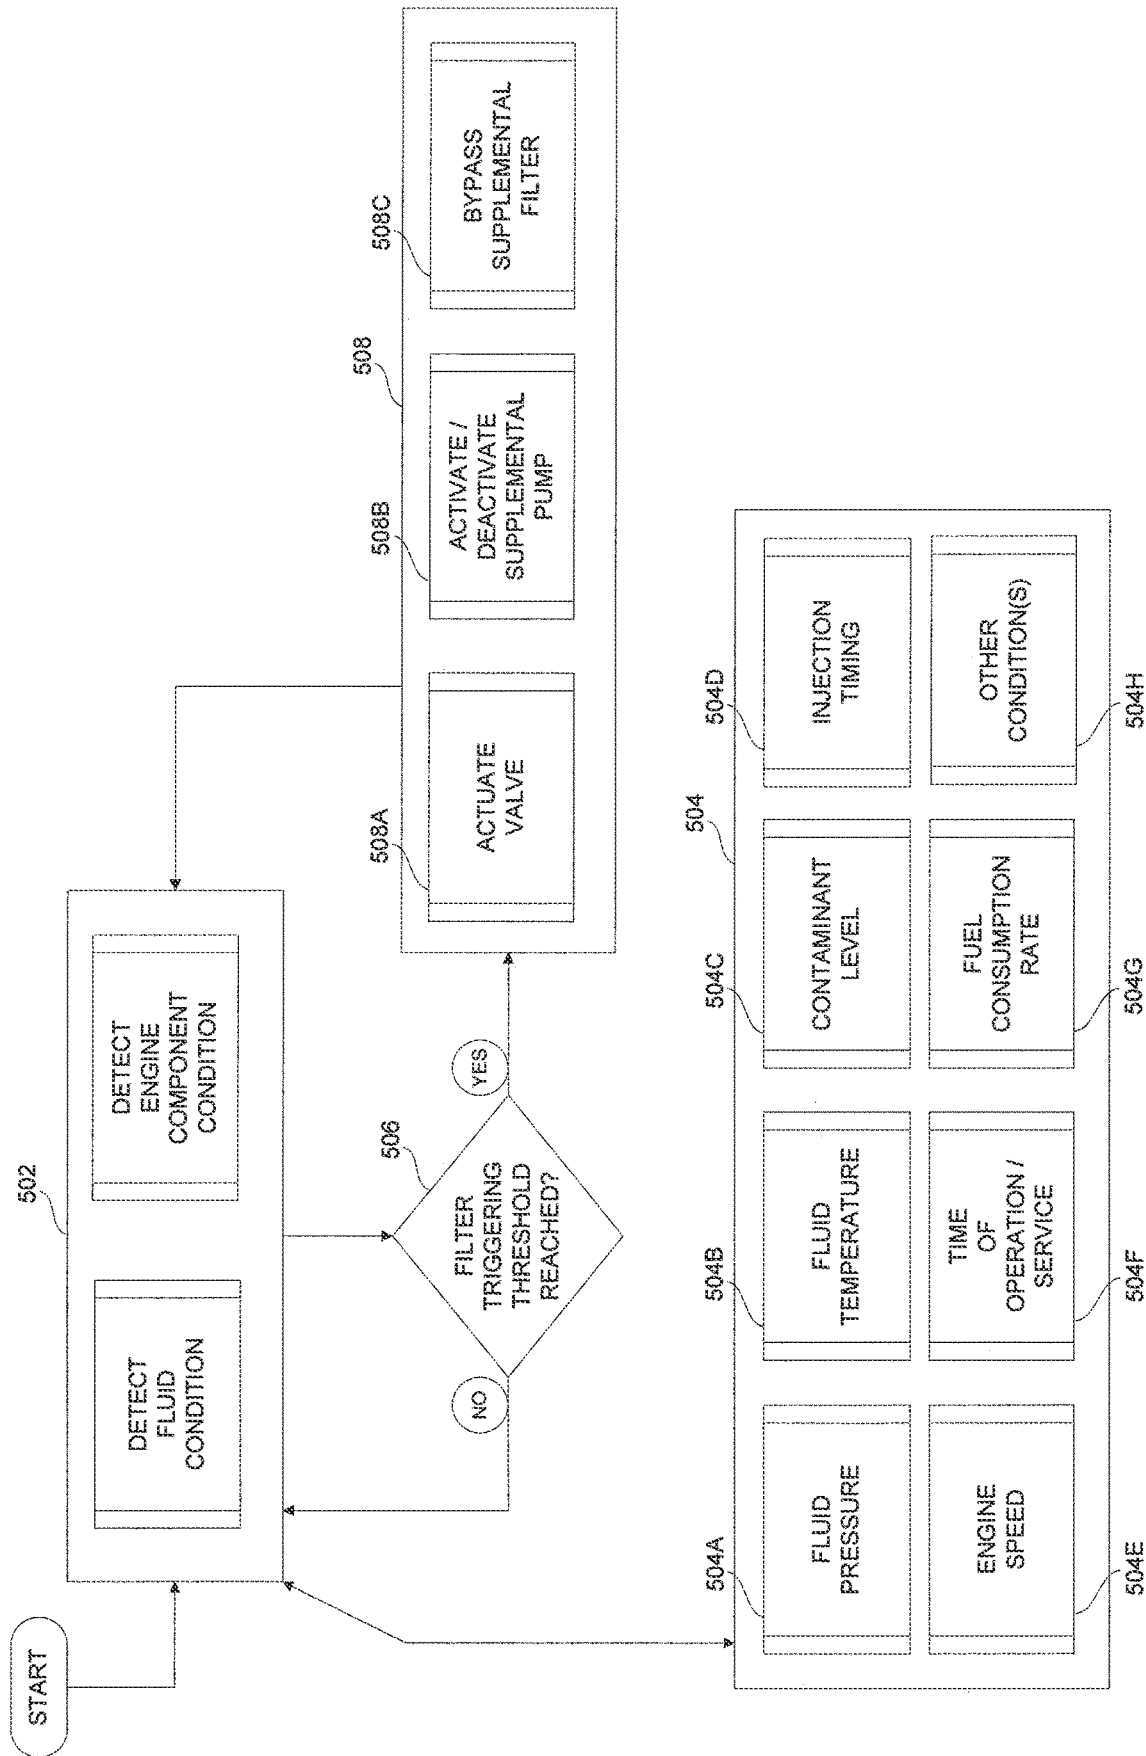 START
502
DETECT
FLUID
CONDITION
DETECT
ENGINE
COMPONENT
CONDITION
506
FILTER
TRIGGERING
THRESHOLD
REACHED?
NO
YES
508
508A
ACTUATE
VALVE
508B
ACTIVATE /
DEACTIVATE
SUPPLEMENTAL
PUMP
508C
BYPASS
SUPPLEMENTAL
FILTER
504
504A
FLUID
PRESSURE
504B
FLUID
TEMPERATURE
504C
CONTAMINANT
LEVEL
504D
INJECTION
TIMING
ENGINE
SPEED
504E
TIME
OF
OPERATION /
SERVICE
504F
FUEL
CONSUMPTION
RATE
504G
OTHER
CONDITION(S)
504H